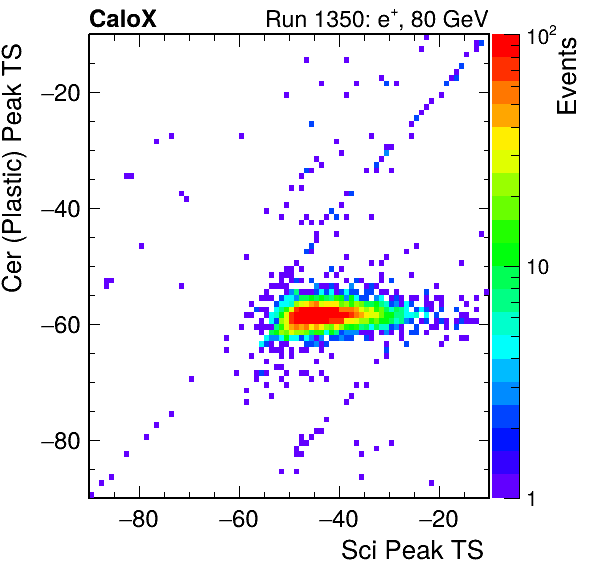 CaloX
Run 1350: e⁺, 80 GeV
Cer (Plastic) Peak TS
−20
−40
−60
−80
−80
−60
−40
−20
Sci Peak TS
10²
10
1
Events